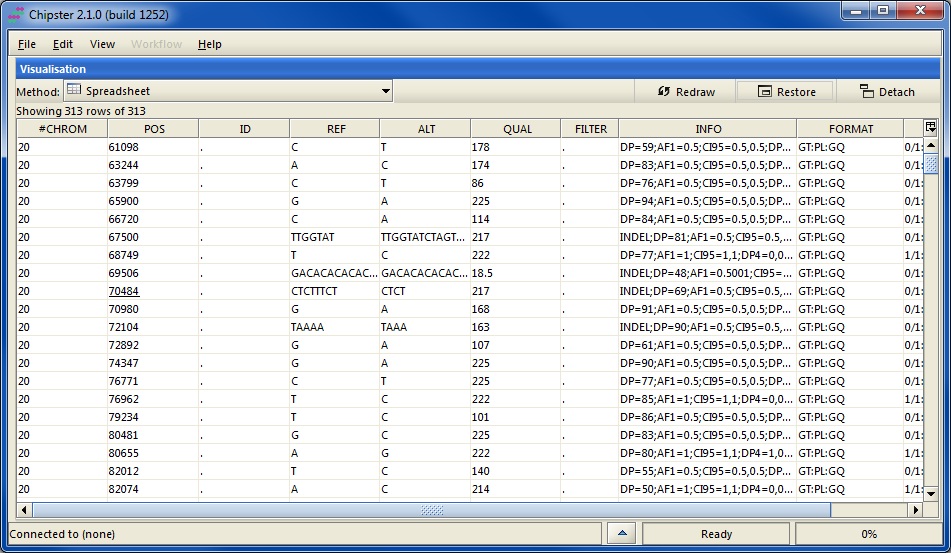 Chipster 2.1.0 (build 1252)
File Edit View Workflow Help
Visualisation
Method: Spreadsheet Redraw Restore Detach
Showing 313 rows of 313
#CHROM POS ID REF ALT QUAL FILTER INFO FORMAT
20 61098 . C T 178 . DP=59;AF1=0.5;CI95=0.5,0.5;DP... GT:PL:GQ 0/1:
20 63244 . A C 174 . DP=83;AF1=0.5;CI95=0.5,0.5;DP... GT:PL:GQ 0/1:
20 63799 . C T 86 . DP=76;AF1=0.5;CI95=0.5,0.5;DP... GT:PL:GQ 0/1:
20 65900 . G A 225 . DP=94;AF1=0.5;CI95=0.5,0.5;DP... GT:PL:GQ 0/1:
20 66720 . C A 114 . DP=84;AF1=0.5;CI95=0.5,0.5;DP... GT:PL:GQ 0/1:
20 67500 . TTGGTAT TTGGTATCTAGT... 217 . INDEL;DP=81;AF1=0.5;CI95=0.5,... GT:PL:GQ 0/1:
20 68749 . T C 222 . DP=77;AF1=1;CI95=1,1;DP4=0,0... GT:PL:GQ 1/1:
20 69506 . GACACACACAC... GACACACACAC... 18.5 . INDEL;DP=48;AF1=0.5001;CI95=... GT:PL:GQ 0/1:
20 70484 . CTCTTTCT CTCT 217 . INDEL;DP=69;AF1=0.5;CI95=0.5,... GT:PL:GQ 0/1:
20 70980 . G A 168 . DP=91;AF1=0.5;CI95=0.5,0.5;DP... GT:PL:GQ 0/1:
20 72104 . TAAAA TAAA 163 . INDEL;DP=90;AF1=0.5;CI95=0.5,... GT:PL:GQ 0/1:
20 72892 . G A 107 . DP=61;AF1=0.5;CI95=0.5,0.5;DP... GT:PL:GQ 0/1:
20 74347 . G A 225 . DP=90;AF1=0.5;CI95=0.5,0.5;DP... GT:PL:GQ 0/1:
20 76771 . C T 225 . DP=77;AF1=0.5;CI95=0.5,0.5;DP... GT:PL:GQ 0/1:
20 76962 . T C 222 . DP=85;AF1=1;CI95=1,1;DP4=0,0... GT:PL:GQ 1/1:
20 79234 . T C 101 . DP=86;AF1=0.5;CI95=0.5,0.5;DP... GT:PL:GQ 0/1:
20 80481 . G C 225 . DP=83;AF1=0.5;CI95=0.5,0.5;DP... GT:PL:GQ 0/1:
20 80655 . A G 222 . DP=80;AF1=1;CI95=1,1;DP4=1,0... GT:PL:GQ 1/1:
20 82012 . T C 140 . DP=55;AF1=0.5;CI95=0.5,0.5;DP... GT:PL:GQ 0/1:
20 82074 . A C 214 . DP=50;AF1=1;CI95=1,1;DP4=0,0... GT:PL:GQ 1/1:
Connected to (none) Ready 0%